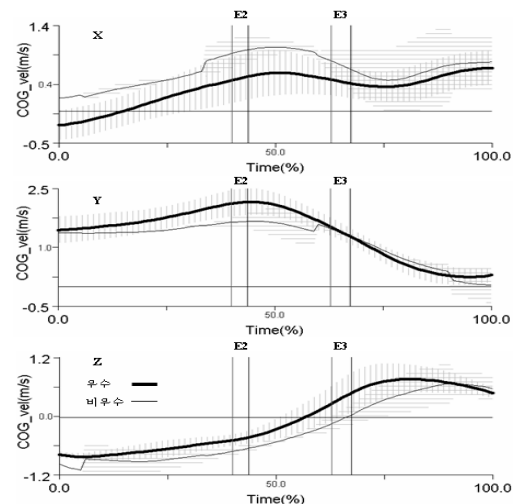 E2 E3
X
1.4
0.4
-0.5
COG_vel(m/s)
0.0 50.0 100.0
Time(%)
E2 E3
Y
2.5
1.0
-0.5
COG_vel(m/s)
0.0 50.0 100.0
Time(%)
E2 E3
Z
1.2
우수
비우수
0.0
-1.2
COG_vel(m/s)
0.0 50.0 100.0
Time(%)